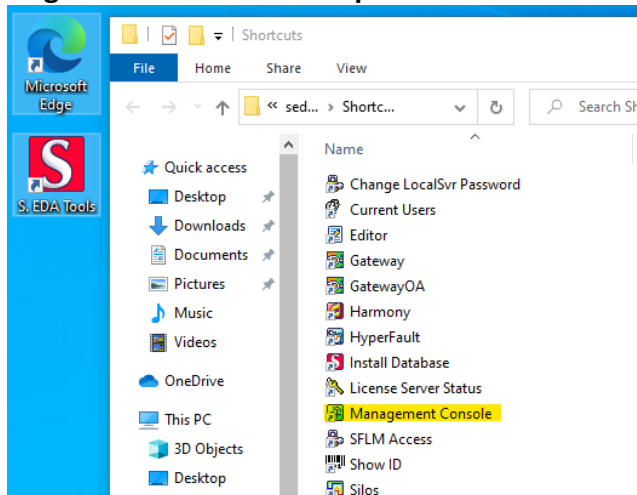 Shortcuts
File Home Share View
« sed... › Shortc...
Microsoft Edge
S. EDA Tools
Quick access
Desktop
Downloads
Documents
Pictures
Music
Videos
OneDrive
This PC
3D Objects
Desktop
Name
Change LocalSvr Password
Current Users
Editor
Gateway
GatewayOA
Harmony
HyperFault
Install Database
License Server Status
Management Console
SFLM Access
Show ID
Silos